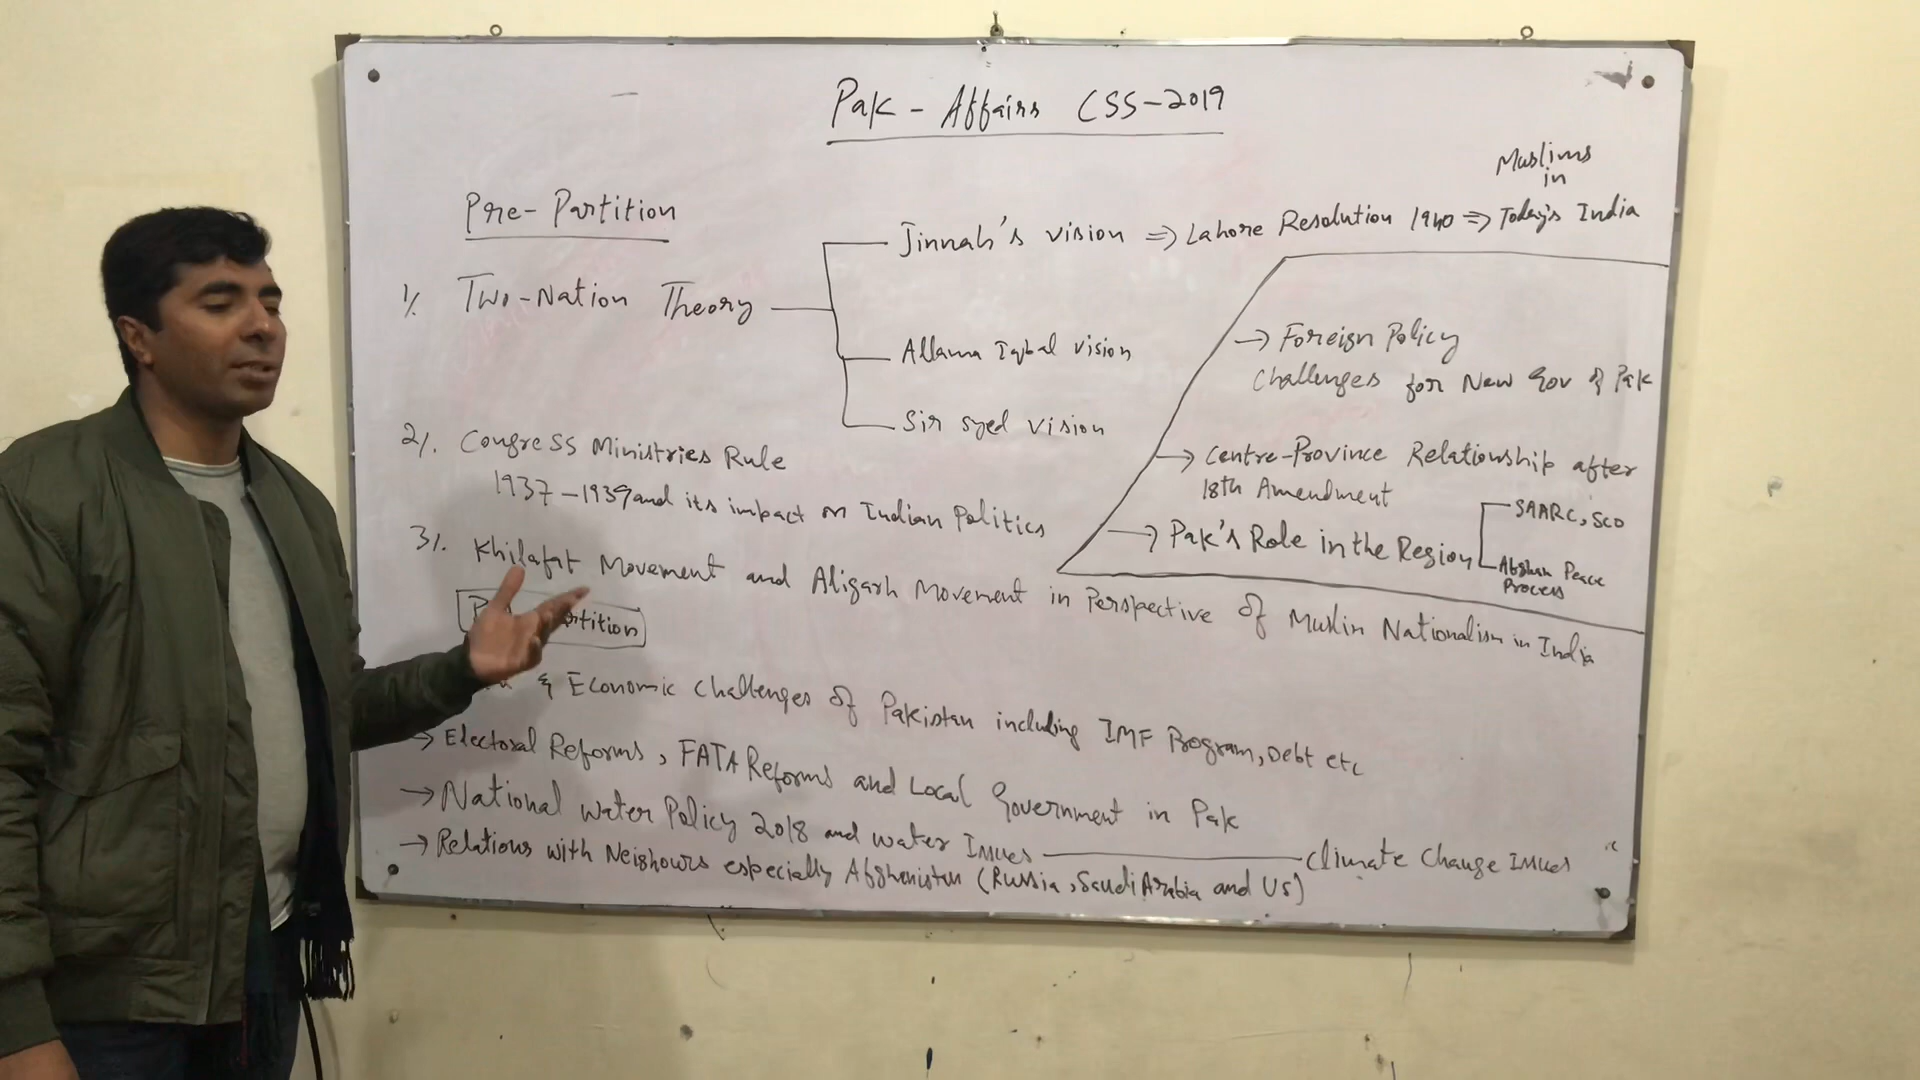 Pak - Affairs CSS-2019
Pre-Partition
1/. Two-Nation Theory
Jinnah's vision => Lahore Resolution 1940 => Today's India
Muslims
in
Allama Iqbal vision
Sir syed vision
2/. Congress Ministries Rule
1937-1939 and its impact on Indian Politics
3/. Khilafat Movement and Aligarh Movement in Perspective of Muslim Nationalism in India
→ Foreign Policy
Challenges for New Gov of Pak
→ Centre-Province Relationship after
18th Amendment
→ Pak's Role in the Region
SAARC, SCO
Afghan Peace
Process
& Economic Challenges of Pakistan including IMF Program, Debt etc
→ Electoral Reforms, FATA Reforms and Local Government in Pak
→ National water Policy 2018 and water Issues — Climate Change Issues
→ Relations with Neighours especially Afghanistan (Russia, Saudi Arabia and US)